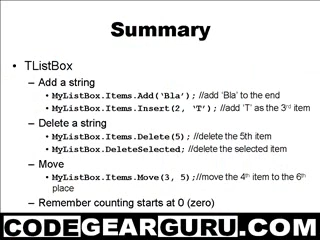 Summary
• TListBox
– Add a string
• MyListBox.Items.Add(‘Bla’); //add ‘Bla’ to the end
• MyListBox.Items.Insert(2, ‘T’); //add ‘T’ as the 3rd item
– Delete a string
• MyListBox.Items.Delete(5); //delete the 5th item
• MyListBox.DeleteSelected; //delete the selected item
– Move
• MyListBox.Items.Move(3, 5);//move the 4th item to the 6th
place
– Remember counting starts at 0 (zero)
CODEGEARGURU.COM